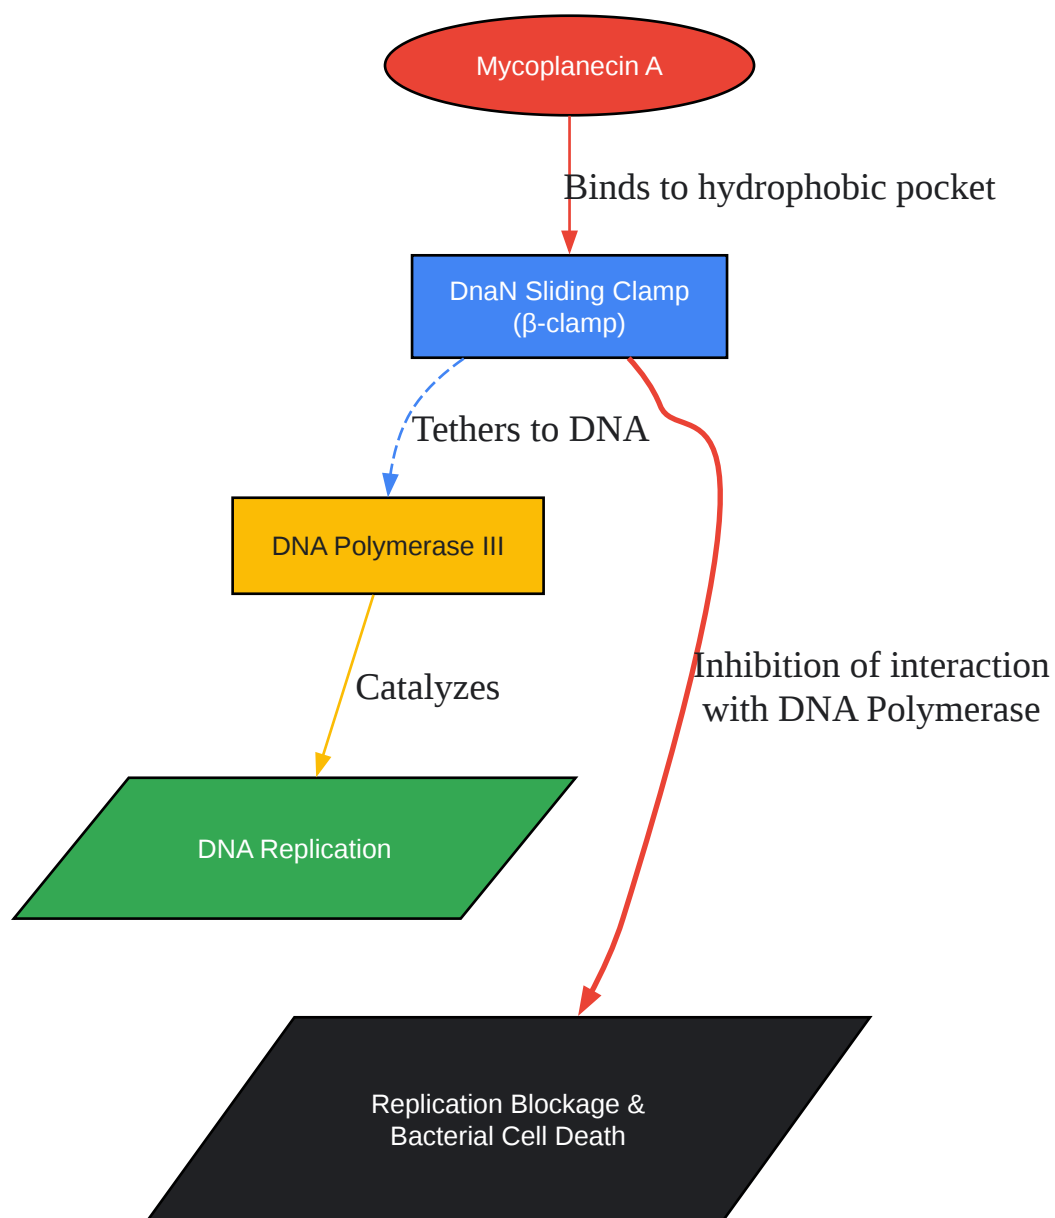 Mycoplanecin A
Binds to hydrophobic pocket
DnaN Sliding Clamp
(β-clamp)
Tethers to DNA
DNA Polymerase III
Inhibition of interaction
with DNA Polymerase
Catalyzes
DNA Replication
Replication Blockage &
Bacterial Cell Death